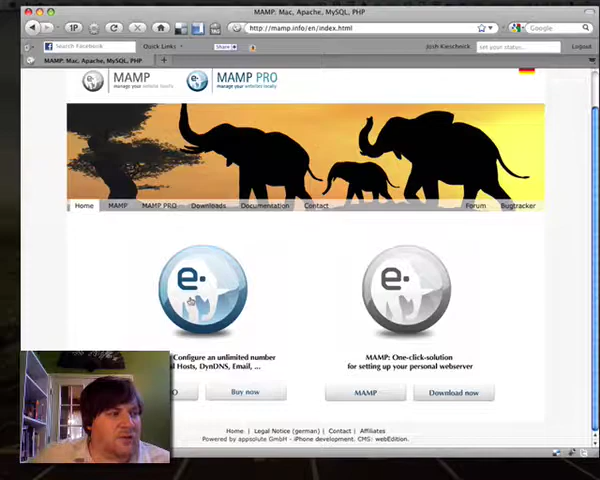 MAMP: Mac, Apache, MySQL, PHP
1P
http://mamp.info/en/index.html
Google
Search Facebook
Quick Links
Share
Josh Kieschnick
set your status...
Logout
MAMP: Mac, Apache, MySQL, PHP
MAMP
manage your website locally
MAMP PRO
manage your websites locally
Home
MAMP
MAMP PRO
Downloads
Documentation
Contact
Forum
Bugtracker
Configure an unlimited number
MAMP: One-click-solution
l Hosts, DynDNS, Email, ...
for setting up your personal webserver
O
Buy now
MAMP
Download now
Home | Legal Notice (german) | Contact | Affiliates
Powered by appsolute GmbH - iPhone development. CMS: webEdition.